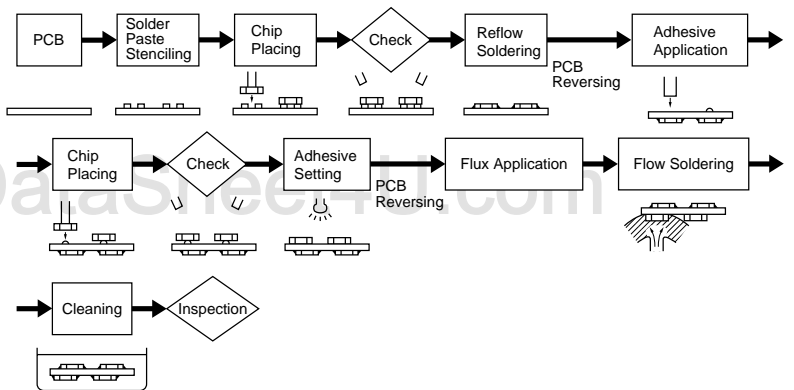 PCB
Solder
Paste
Stenciling
Chip
Placing
Check
Reflow
Soldering
PCB
Reversing
Adhesive
Application
Chip
Placing
Check
Adhesive
Setting
PCB
Reversing
Flux Application
Flow Soldering
DataSheet4U.com
Cleaning
Inspection